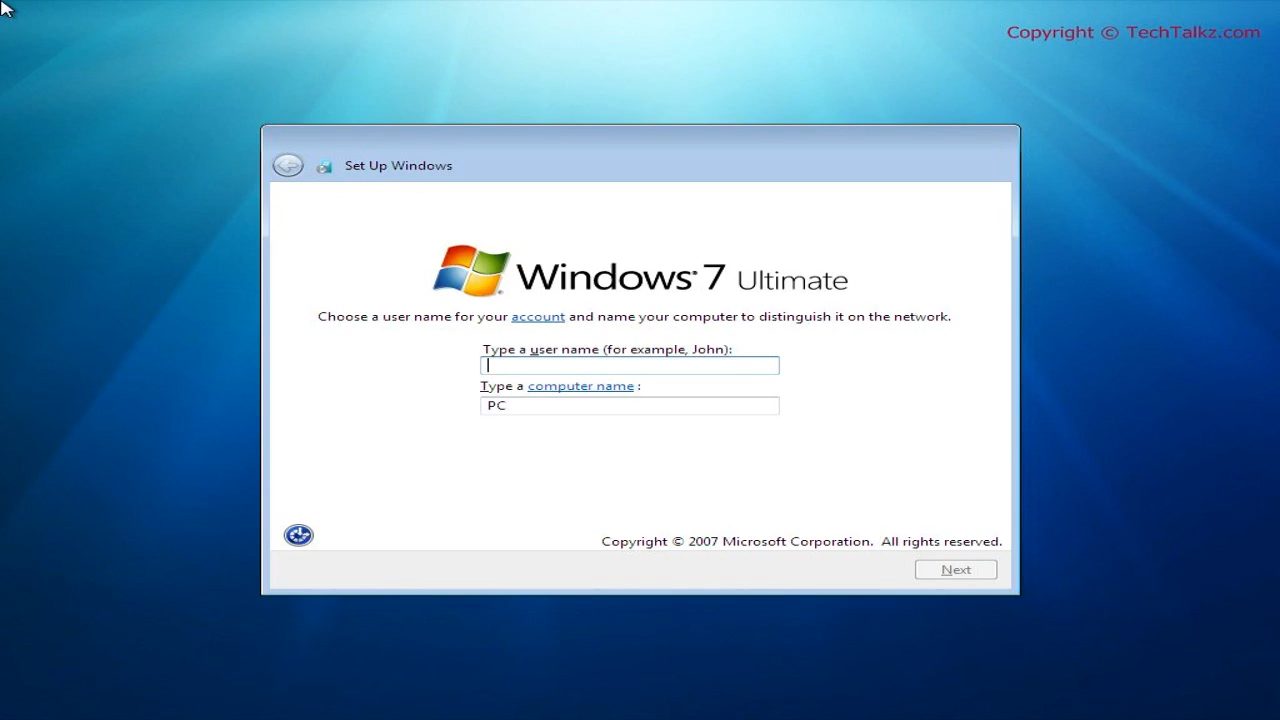 Copyright © TechTalkz.com
Set Up Windows
Windows 7 Ultimate
Choose a user name for your account and name your computer to distinguish it on the network.
Type a user name (for example, John):
Type a computer name :
PC
Copyright © 2007 Microsoft Corporation. All rights reserved.
Next